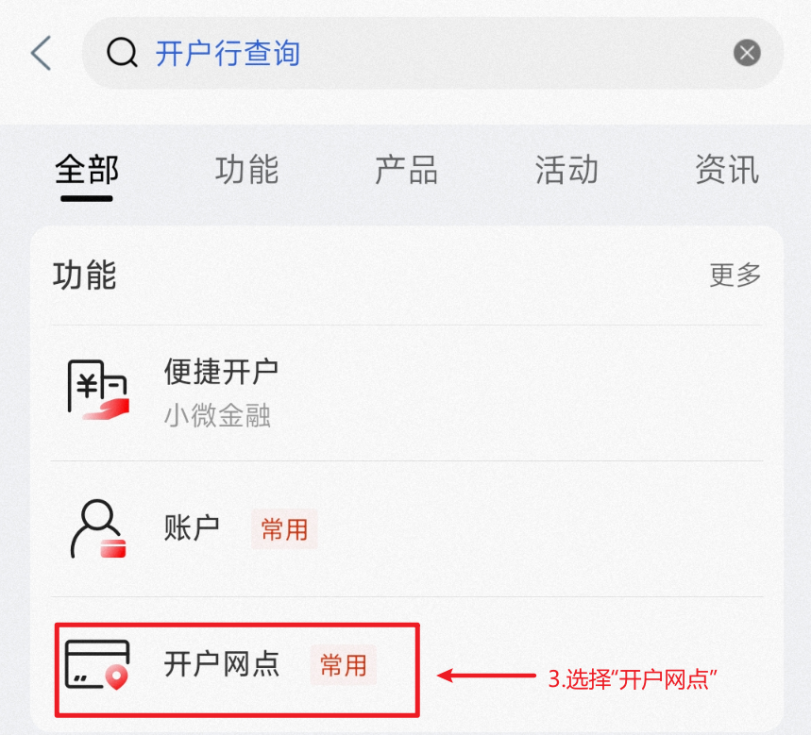 开户行查询
全部 功能 产品 活动 资讯
功能 更多
便捷开户
小微金融
账户 常用
开户网点 常用
3.选择“开户网点”